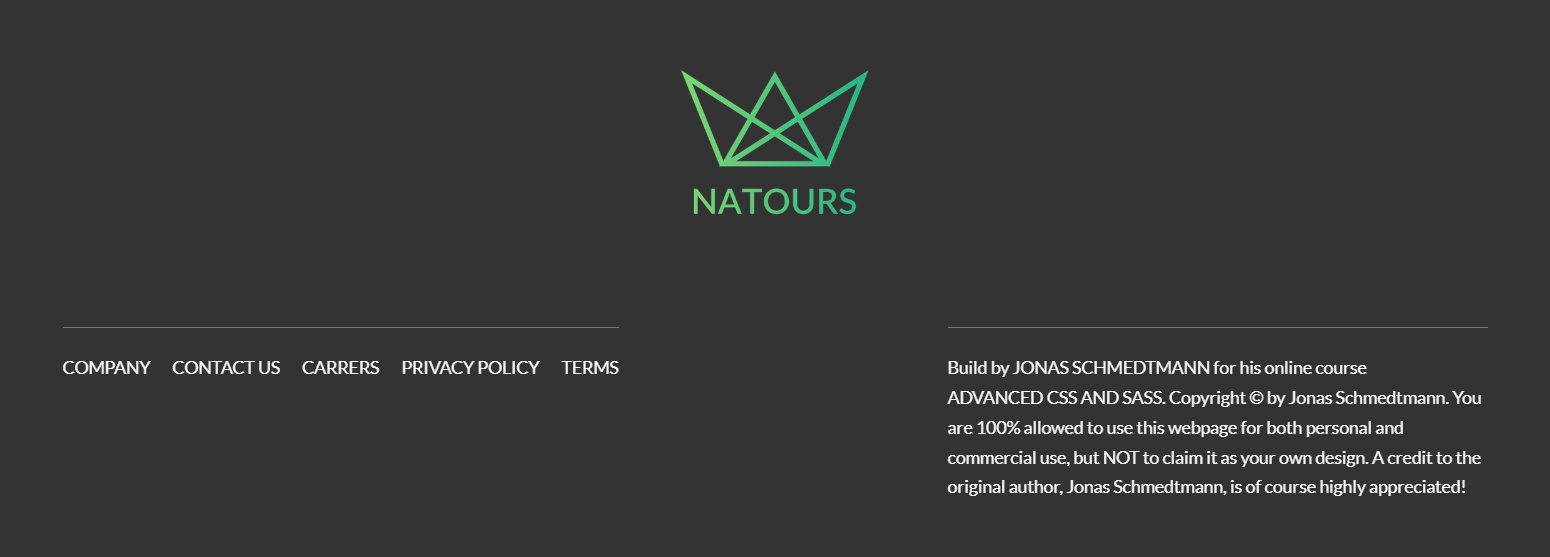 NATOURS
COMPANY CONTACT US CARRERS PRIVACY POLICY TERMS
Build by JONAS SCHMEDTMANN for his online course
ADVANCED CSS AND SASS. Copyright © by Jonas Schmedtmann. You
are 100% allowed to use this webpage for both personal and
commercial use, but NOT to claim it as your own design. A credit to the
original author, Jonas Schmedtmann, is of course highly appreciated!